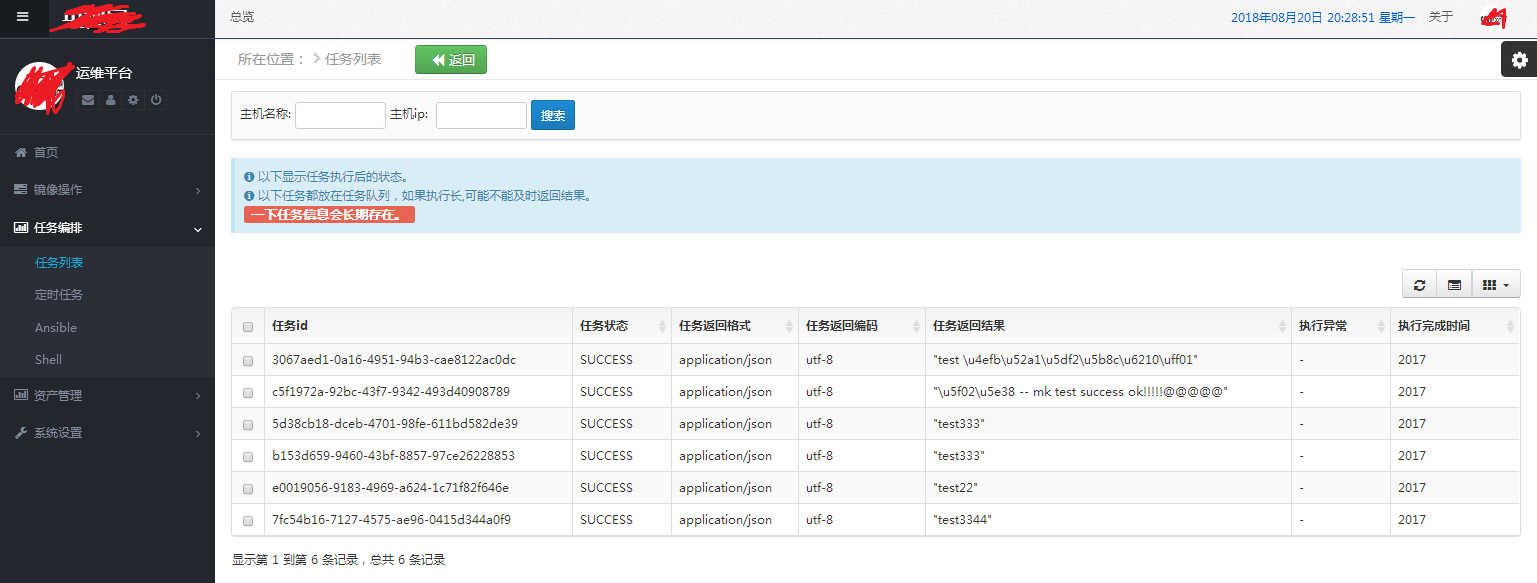 总览
2018年08月20日 20:28:51 星期一
关于
运维平台
所在位置：
任务列表
返回
主机名称:
主机ip:
搜索
首页
镜像操作
任务编排
任务列表
定时任务
Ansible
Shell
资产管理
系统设置
以下显示任务执行后的状态。
以下任务都放在任务队列，如果执行长,可能不能及时返回结果。
一下任务信息会长期存在。
任务id 任务状态 任务返回格式 任务返回编码 任务返回结果 执行异常 执行完成时间
3067aed1-0a16-4951-94b3-cae8122ac0dc SUCCESS application/json utf-8 "test \u4efb\u52a1\u5df2\u5b8c\u6210\uff01" - 2017
c5f1972a-92bc-43f7-9342-493d40908789 SUCCESS application/json utf-8 "\u5f02\u5e38 -- mk test success ok!!!!!@@@@@" - 2017
5d38cb18-dceb-4701-98fe-611bd582de39 SUCCESS application/json utf-8 "test333" - 2017
b153d659-9460-43bf-8857-97ce26228853 SUCCESS application/json utf-8 "test333" - 2017
e0019056-9183-4969-a624-1c71f82f646e SUCCESS application/json utf-8 "test22" - 2017
7fc54b16-7127-4575-ae96-0415d344a0f9 SUCCESS application/json utf-8 "test3344" - 2017
显示第 1 到第 6 条记录，总共 6 条记录